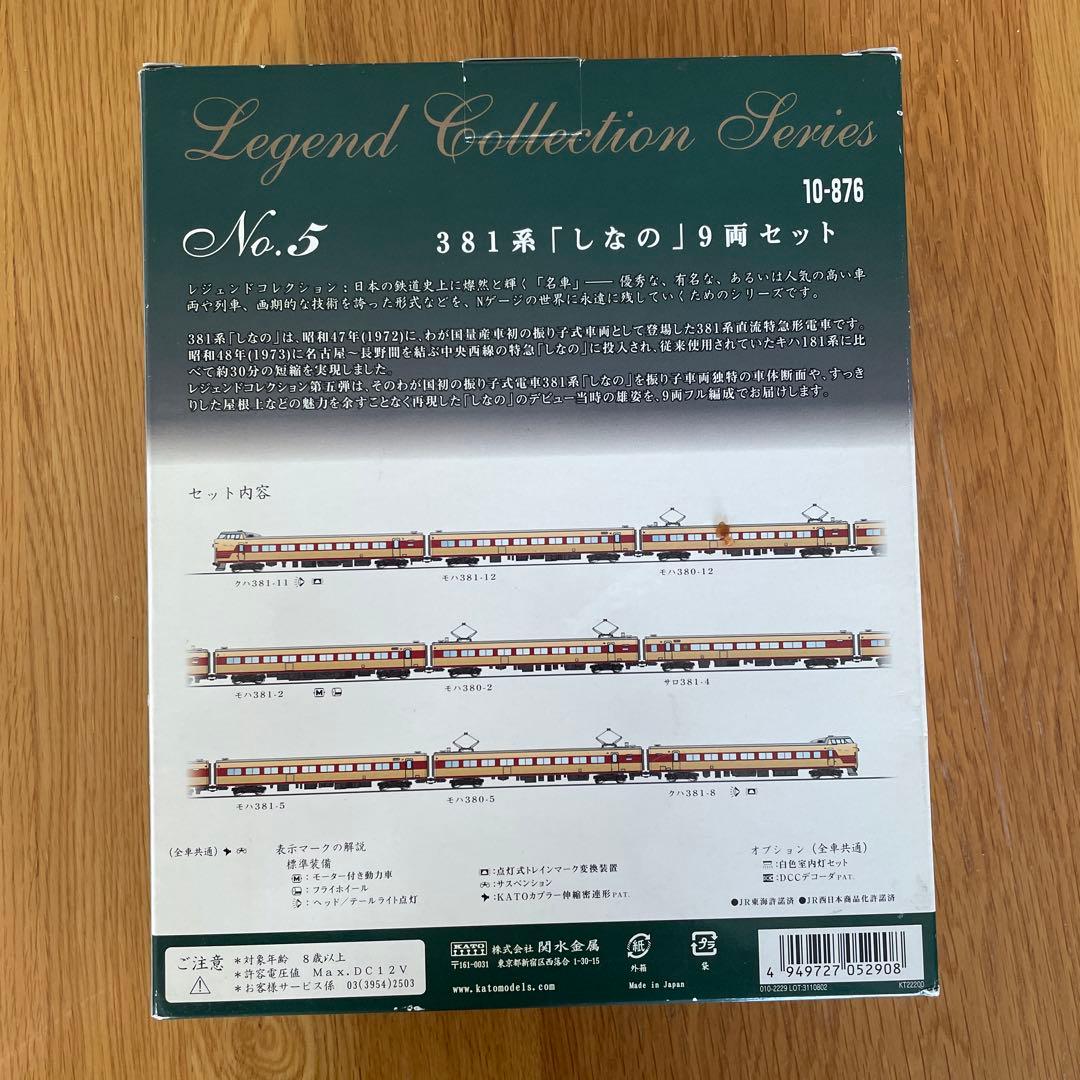 Legend Collection Series
10-876
No.5 381系「しなの」9両セット
レジェンドコレクション：日本の鉄道史上に燦然と輝く「名車」―― 優秀な、有名な、あるいは人気の高い車
両や列車、画期的な技術を誇った形式などを、Nゲージの世界に永遠に残していくためのシリーズです。
381系「しなの」は、昭和47年(1972)に、わが国量産車初の振り子式車両として登場した381系直流特急形電車です。
昭和48年(1973)に名古屋～長野間を結ぶ中央西線の特急「しなの」に投入され、従来使用されていたキハ181系に比
べて約30分の短縮を実現しました。
レジェンドコレクション第五弾は、そのわが国初の振り子式電車381系「しなの」を振り子車両独特の車体断面や、すっき
りした屋根上などの魅力を余すことなく再現した「しなの」のデビュー当時の雄姿を、9両フル編成でお届けします。
セット内容
クハ381-11 モハ381-12 モハ380-12
モハ381-2 M モハ380-2 サロ381-4
モハ381-5 モハ380-5 クハ381-8
(全車共通)
表示マークの解説
標準装備
M：モーター付き動力車
：フライホイール
：ヘッド/テールライト点灯
：点灯式トレインマーク変換装置
：サスペンション
：KATOカプラー伸縮密連形PAT.
オプション（全車共通）
：白色室内灯セット
DCC：DCCデコーダPAT.
●JR東海許諾済 ●JR西日本商品化許諾済
ご注意
＊対象年齢 8歳以上
＊許容電圧値 Max.DC12V
＊お客様サービス係 03(3954)2503
KATO 株式会社 関水金属
〒161-0031 東京都新宿区西落合 1-30-15
www.katomodels.com
紙
外箱
プラ
袋
Made in Japan
4 949727 052908
010-2229 LOT:3110802 KT22200